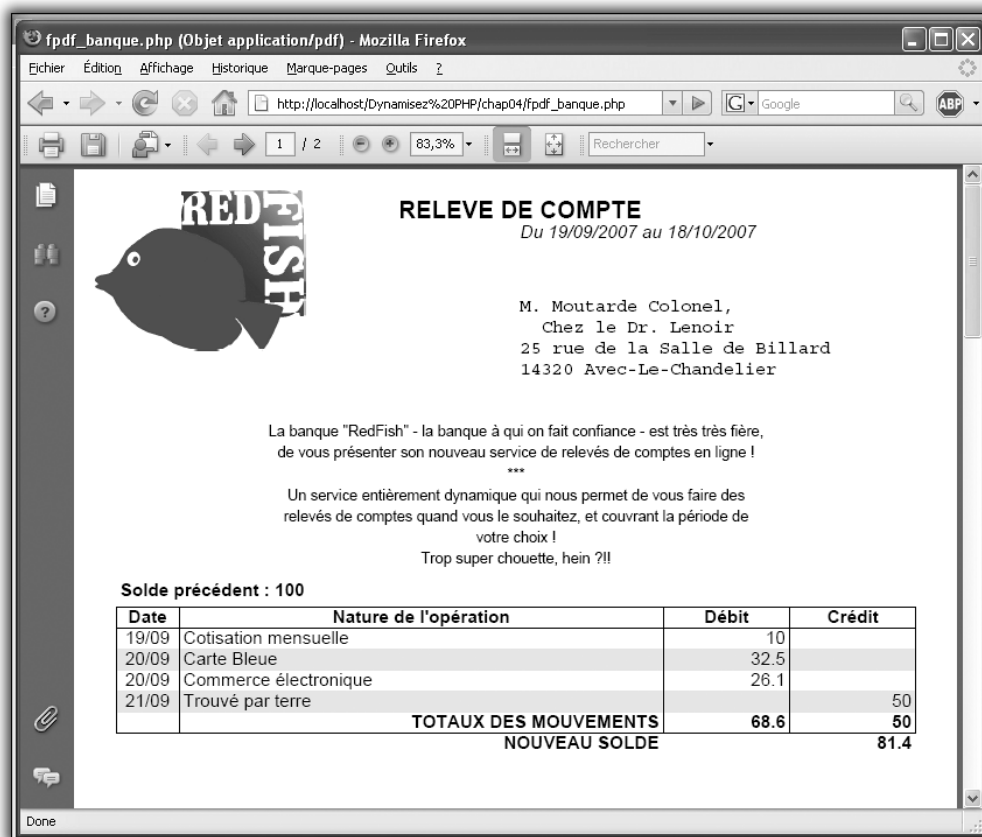 fpdf_banque.php (Objet application/pdf) - Mozilla Firefox
Fichier Édition Affichage Historique Marque-pages Outils ?
http://localhost/Dynamisez%20PHP/chap04/fpdf_banque.php G Google ABP
1 / 2 83,3% Rechercher
RED FISH
RELEVE DE COMPTE
Du 19/09/2007 au 18/10/2007
M. Moutarde Colonel,
Chez le Dr. Lenoir
25 rue de la Salle de Billard
14320 Avec-Le-Chandelier
La banque "RedFish" - la banque à qui on fait confiance - est très très fière,
de vous présenter son nouveau service de relevés de comptes en ligne !
***
Un service entièrement dynamique qui nous permet de vous faire des
relevés de comptes quand vous le souhaitez, et couvrant la période de
votre choix !
Trop super chouette, hein ?!!
Solde précédent : 100
Date Nature de l'opération Débit Crédit
19/09 Cotisation mensuelle 10
20/09 Carte Bleue 32.5
20/09 Commerce électronique 26.1
21/09 Trouvé par terre 50
TOTAUX DES MOUVEMENTS 68.6 50
NOUVEAU SOLDE 81.4
Done